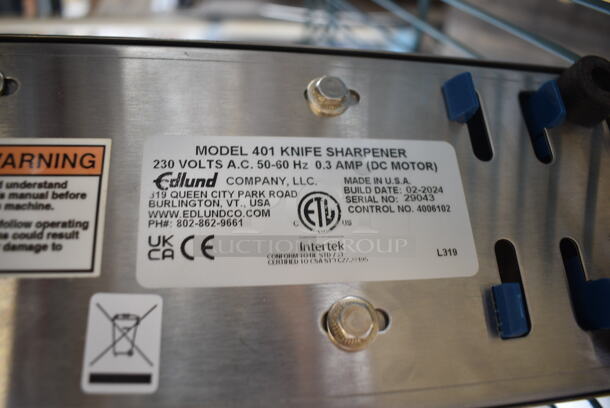 WARNING
understand
s manual before
machine.
follow operating
s could result
damage to
MODEL 401 KNIFE SHARPENER
230 VOLTS A.C. 50-60 Hz 0.3 AMP (DC MOTOR)
Edlund COMPANY, LLC.
319 QUEEN CITY PARK ROAD
BURLINGTON, VT., USA
WWW.EDLUNDCO.COM
PH#: 802-862-9661
MADE IN U.S.A.
BUILD DATE: 02-2024
SERIAL NO: 29043
CONTROL NO. 4006102
C ETL US
Intertek
UK
CA CE
L319